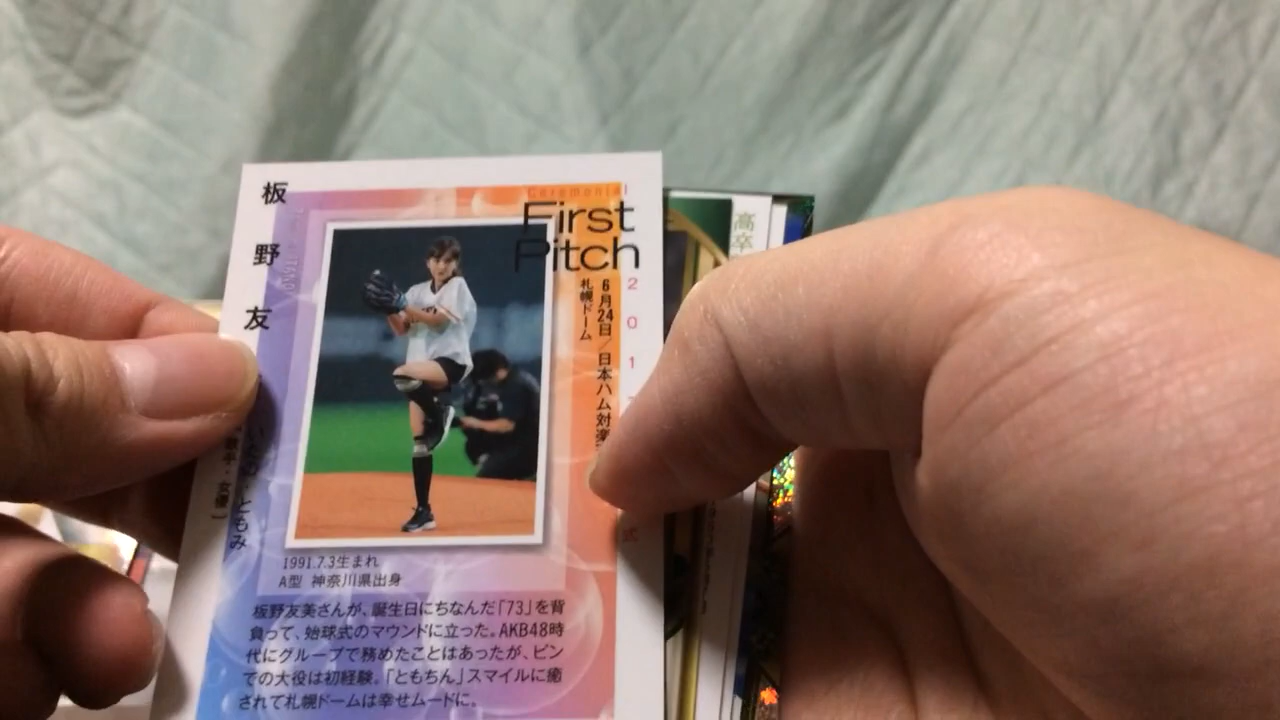 板野友
Ceremonial
First
Pitch
201
6月24日/日本ハム対楽
札幌ドーム
式
ともみ
女優
1991.7.3生まれ
A型 神奈川県出身
板野友美さんが、誕生日にちなんだ「73」を背
負って、始球式のマウンドに立った。AKB48時
代にグループで務めたことはあったが、ピン
での大役は初経験。「ともちん」スマイルに癒
されて札幌ドームは幸せムードに。
高卒